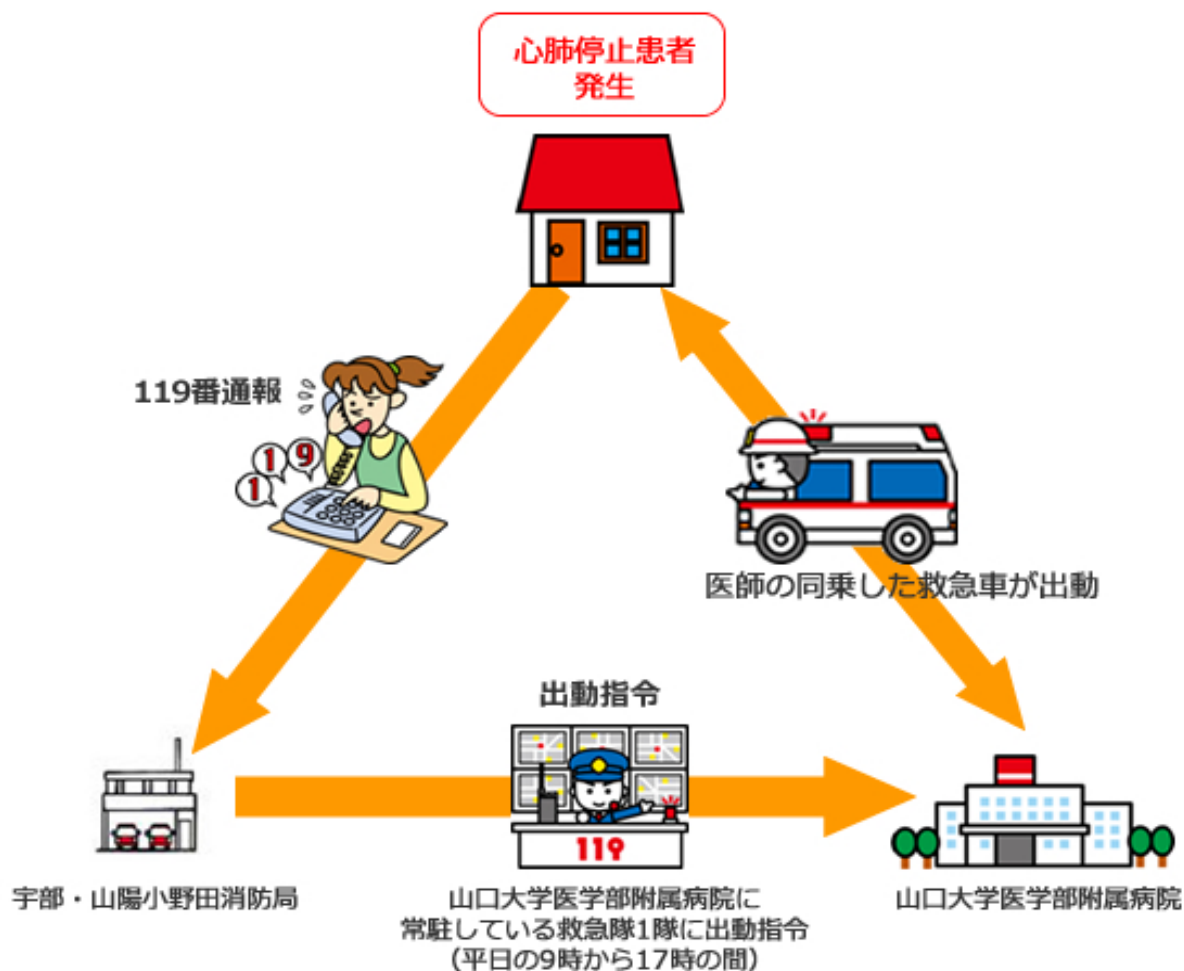 心肺停止患者
発生
119番通報
1
1
9
医師の同乗した救急車が出動
出動指令
119
宇部・山陽小野田消防局
山口大学医学部附属病院に
常駐している救急隊1隊に出動指令
（平日の9時から17時の間）
山口大学医学部附属病院